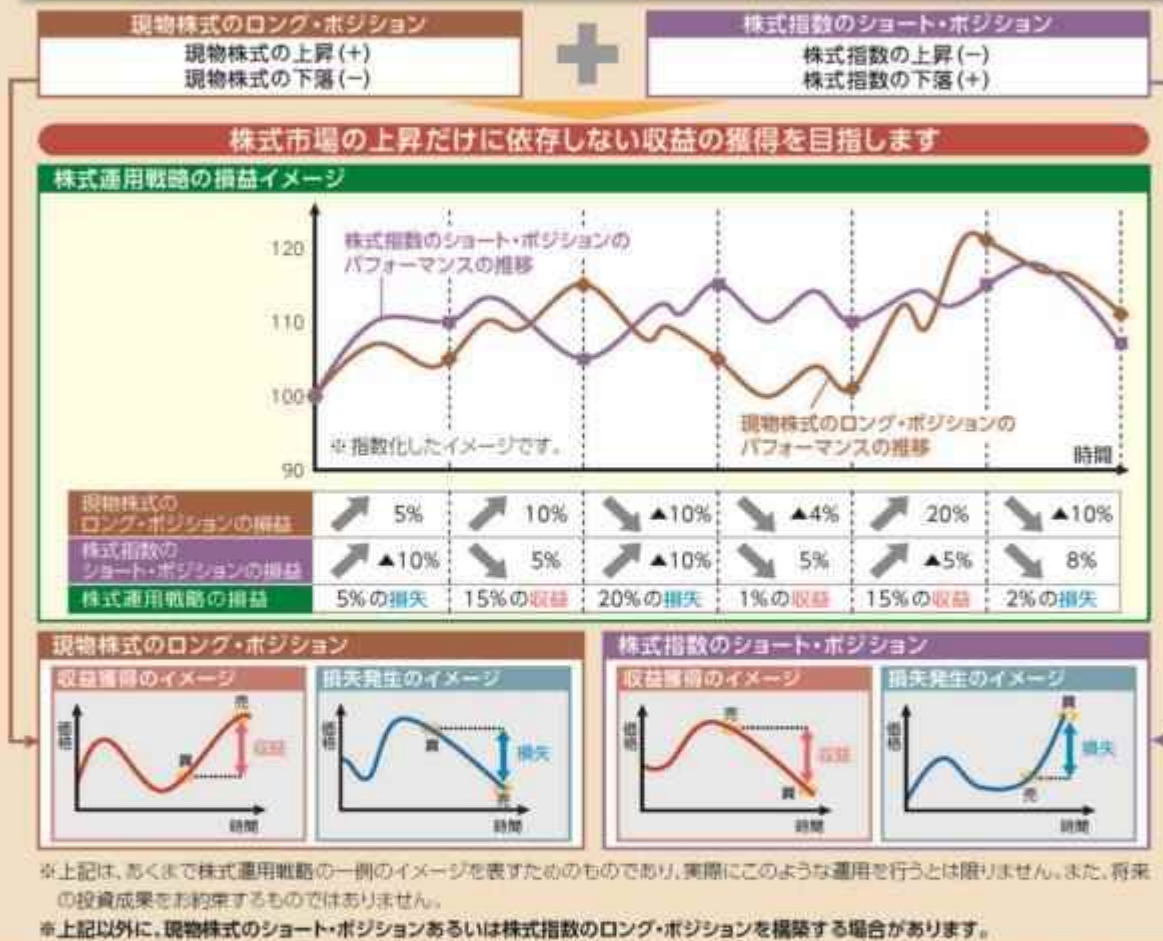 現物株式のロング・ポジション
現物株式の上昇(+)
現物株式の下落(−)
株式指数のショート・ポジション
株式指数の上昇(−)
株式指数の下落(+)
株式市場の上昇だけに依存しない収益の獲得を目指します
株式運用戦略の損益イメージ
120
110
100
90
株式指数のショート・ポジションの
パフォーマンスの推移
現物株式のロング・ポジションの
パフォーマンスの推移
※指数化したイメージです。
時間
現物株式の
ロング・ポジションの損益
5%
10%
▲10%
▲4%
20%
▲10%
株式指数の
ショート・ポジションの損益
▲10%
5%
▲10%
5%
▲5%
8%
株式運用戦略の損益
5%の損失
15%の収益
20%の損失
1%の収益
15%の収益
2%の損失
現物株式のロング・ポジション
収益獲得のイメージ
価格
買
売
収益
時間
損失発生のイメージ
価格
買
売
損失
時間
株式指数のショート・ポジション
収益獲得のイメージ
価格
売
買
収益
時間
損失発生のイメージ
価格
買
売
損失
時間
※上記は、あくまで株式運用戦略の一例のイメージを表すためのものであり、実際にこのような運用を行うとは限りません。また、将来
の投資成果をお約束するものではありません。
※上記以外に、現物株式のショート・ポジションあるいは株式指数のロング・ポジションを構築する場合があります。